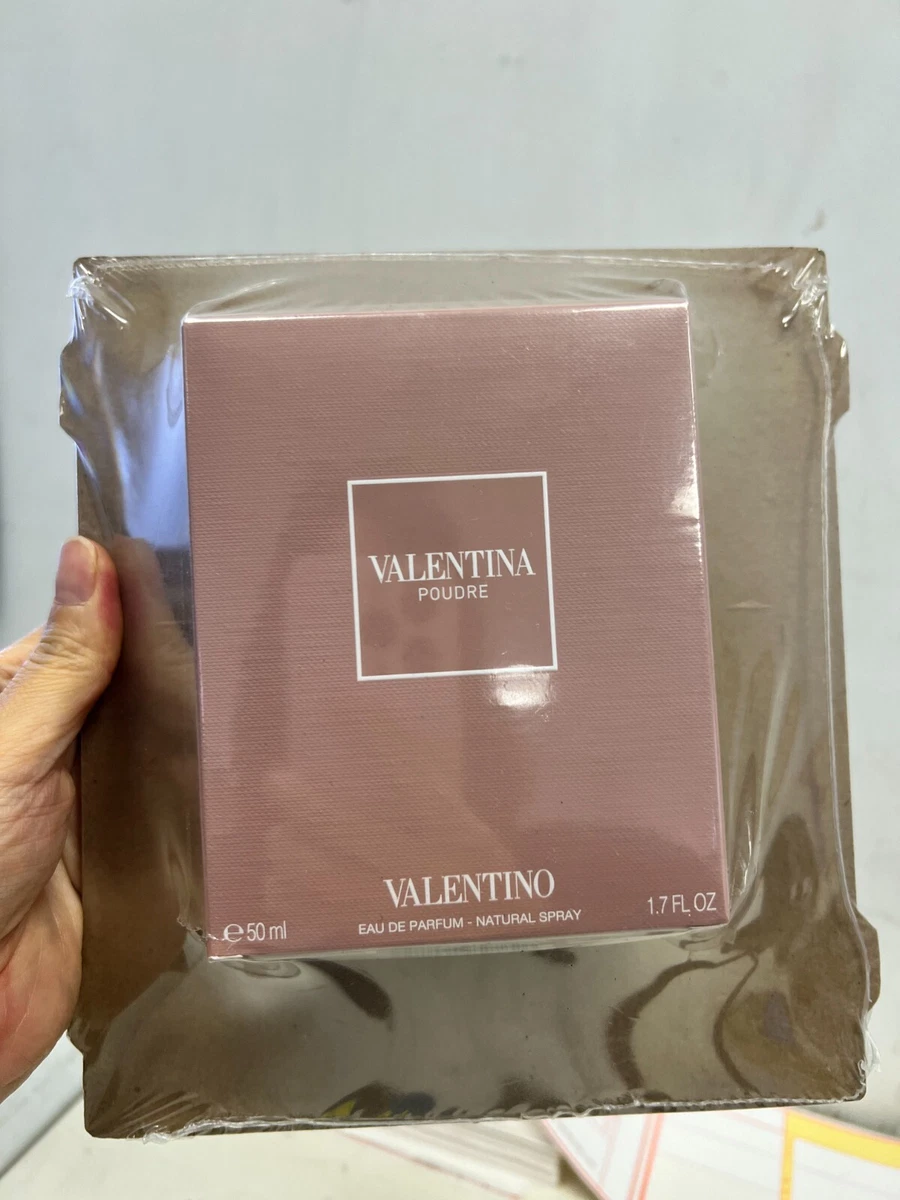 VALENTINA
POUDRE
VALENTINO
EAU DE PARFUM - NATURAL SPRAY
℮ 50 ml
1.7 FL. OZ